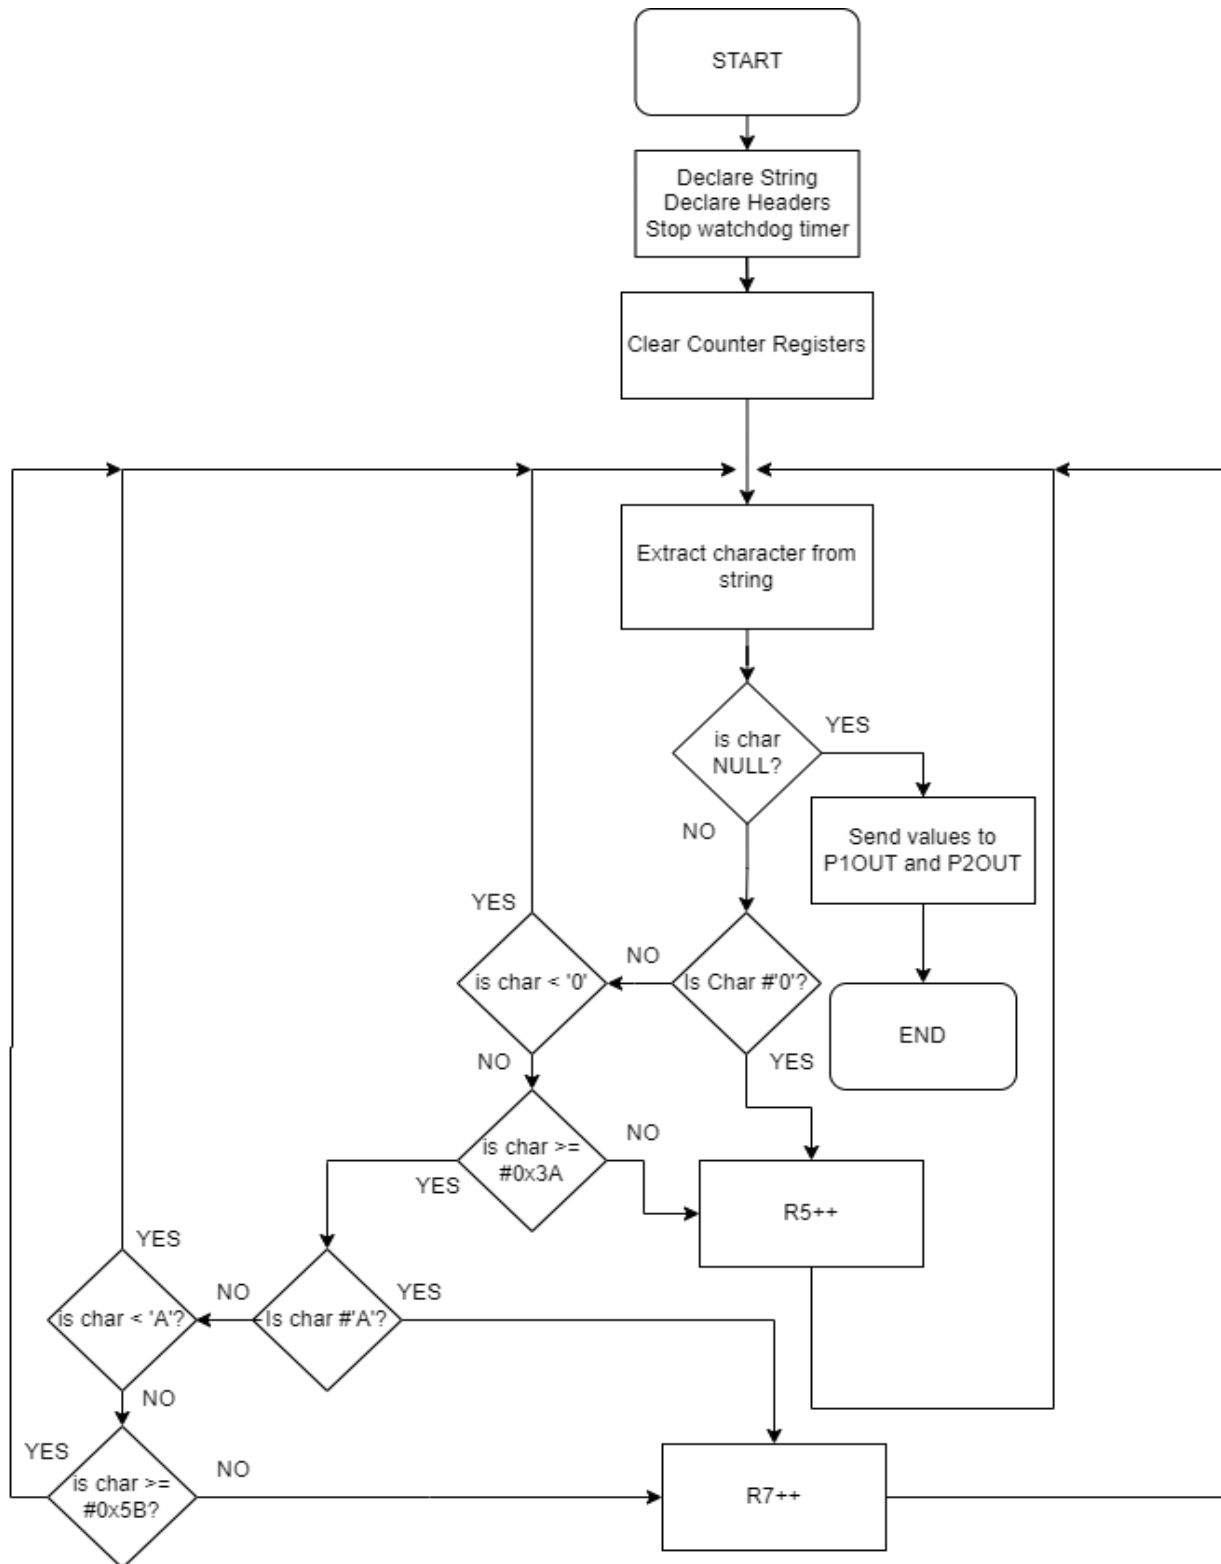 START
Declare String
Declare Headers
Stop watchdog timer
Clear Counter Registers
Extract character from
string
is char
NULL?
YES
NO
Send values to
P1OUT and P2OUT
YES
is char < '0'
NO
Is Char #'0'?
END
NO
YES
is char >=
#0x3A
NO
YES
R5++
YES
is char < 'A'?
NO
Is char #'A'?
YES
NO
YES
is char >=
#0x5B?
NO
R7++